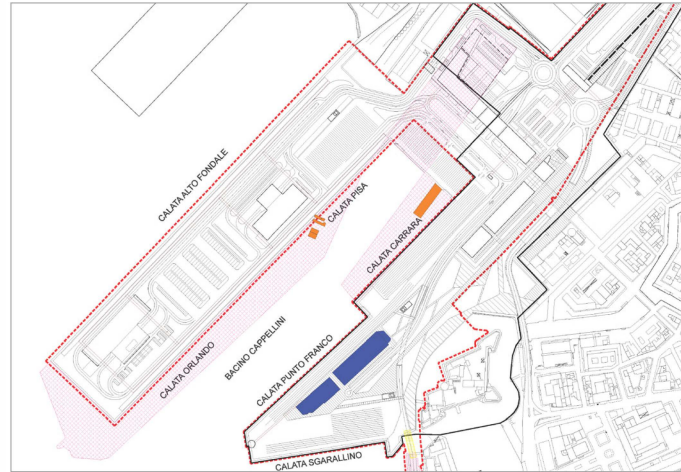 CALATA ALTO FONDALE
CALATA PISA
CALATA CARRARA
CALATA ORLANDO
BACINO CAPPELLINI
CALATA PUNTO FRANCO
CALATA SGARALLINO